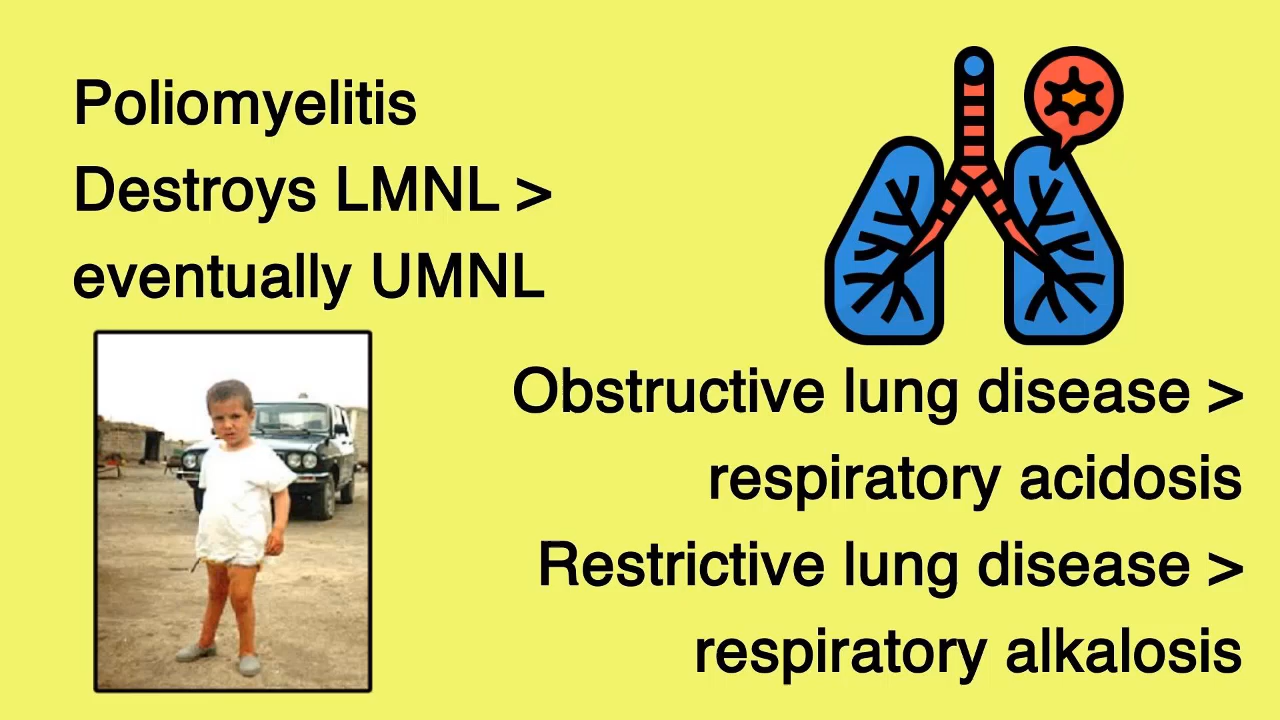 Poliomyelitis
Destroys LMNL >
eventually UMNL
Obstructive lung disease >
respiratory acidosis
Restrictive lung disease >
respiratory alkalosis